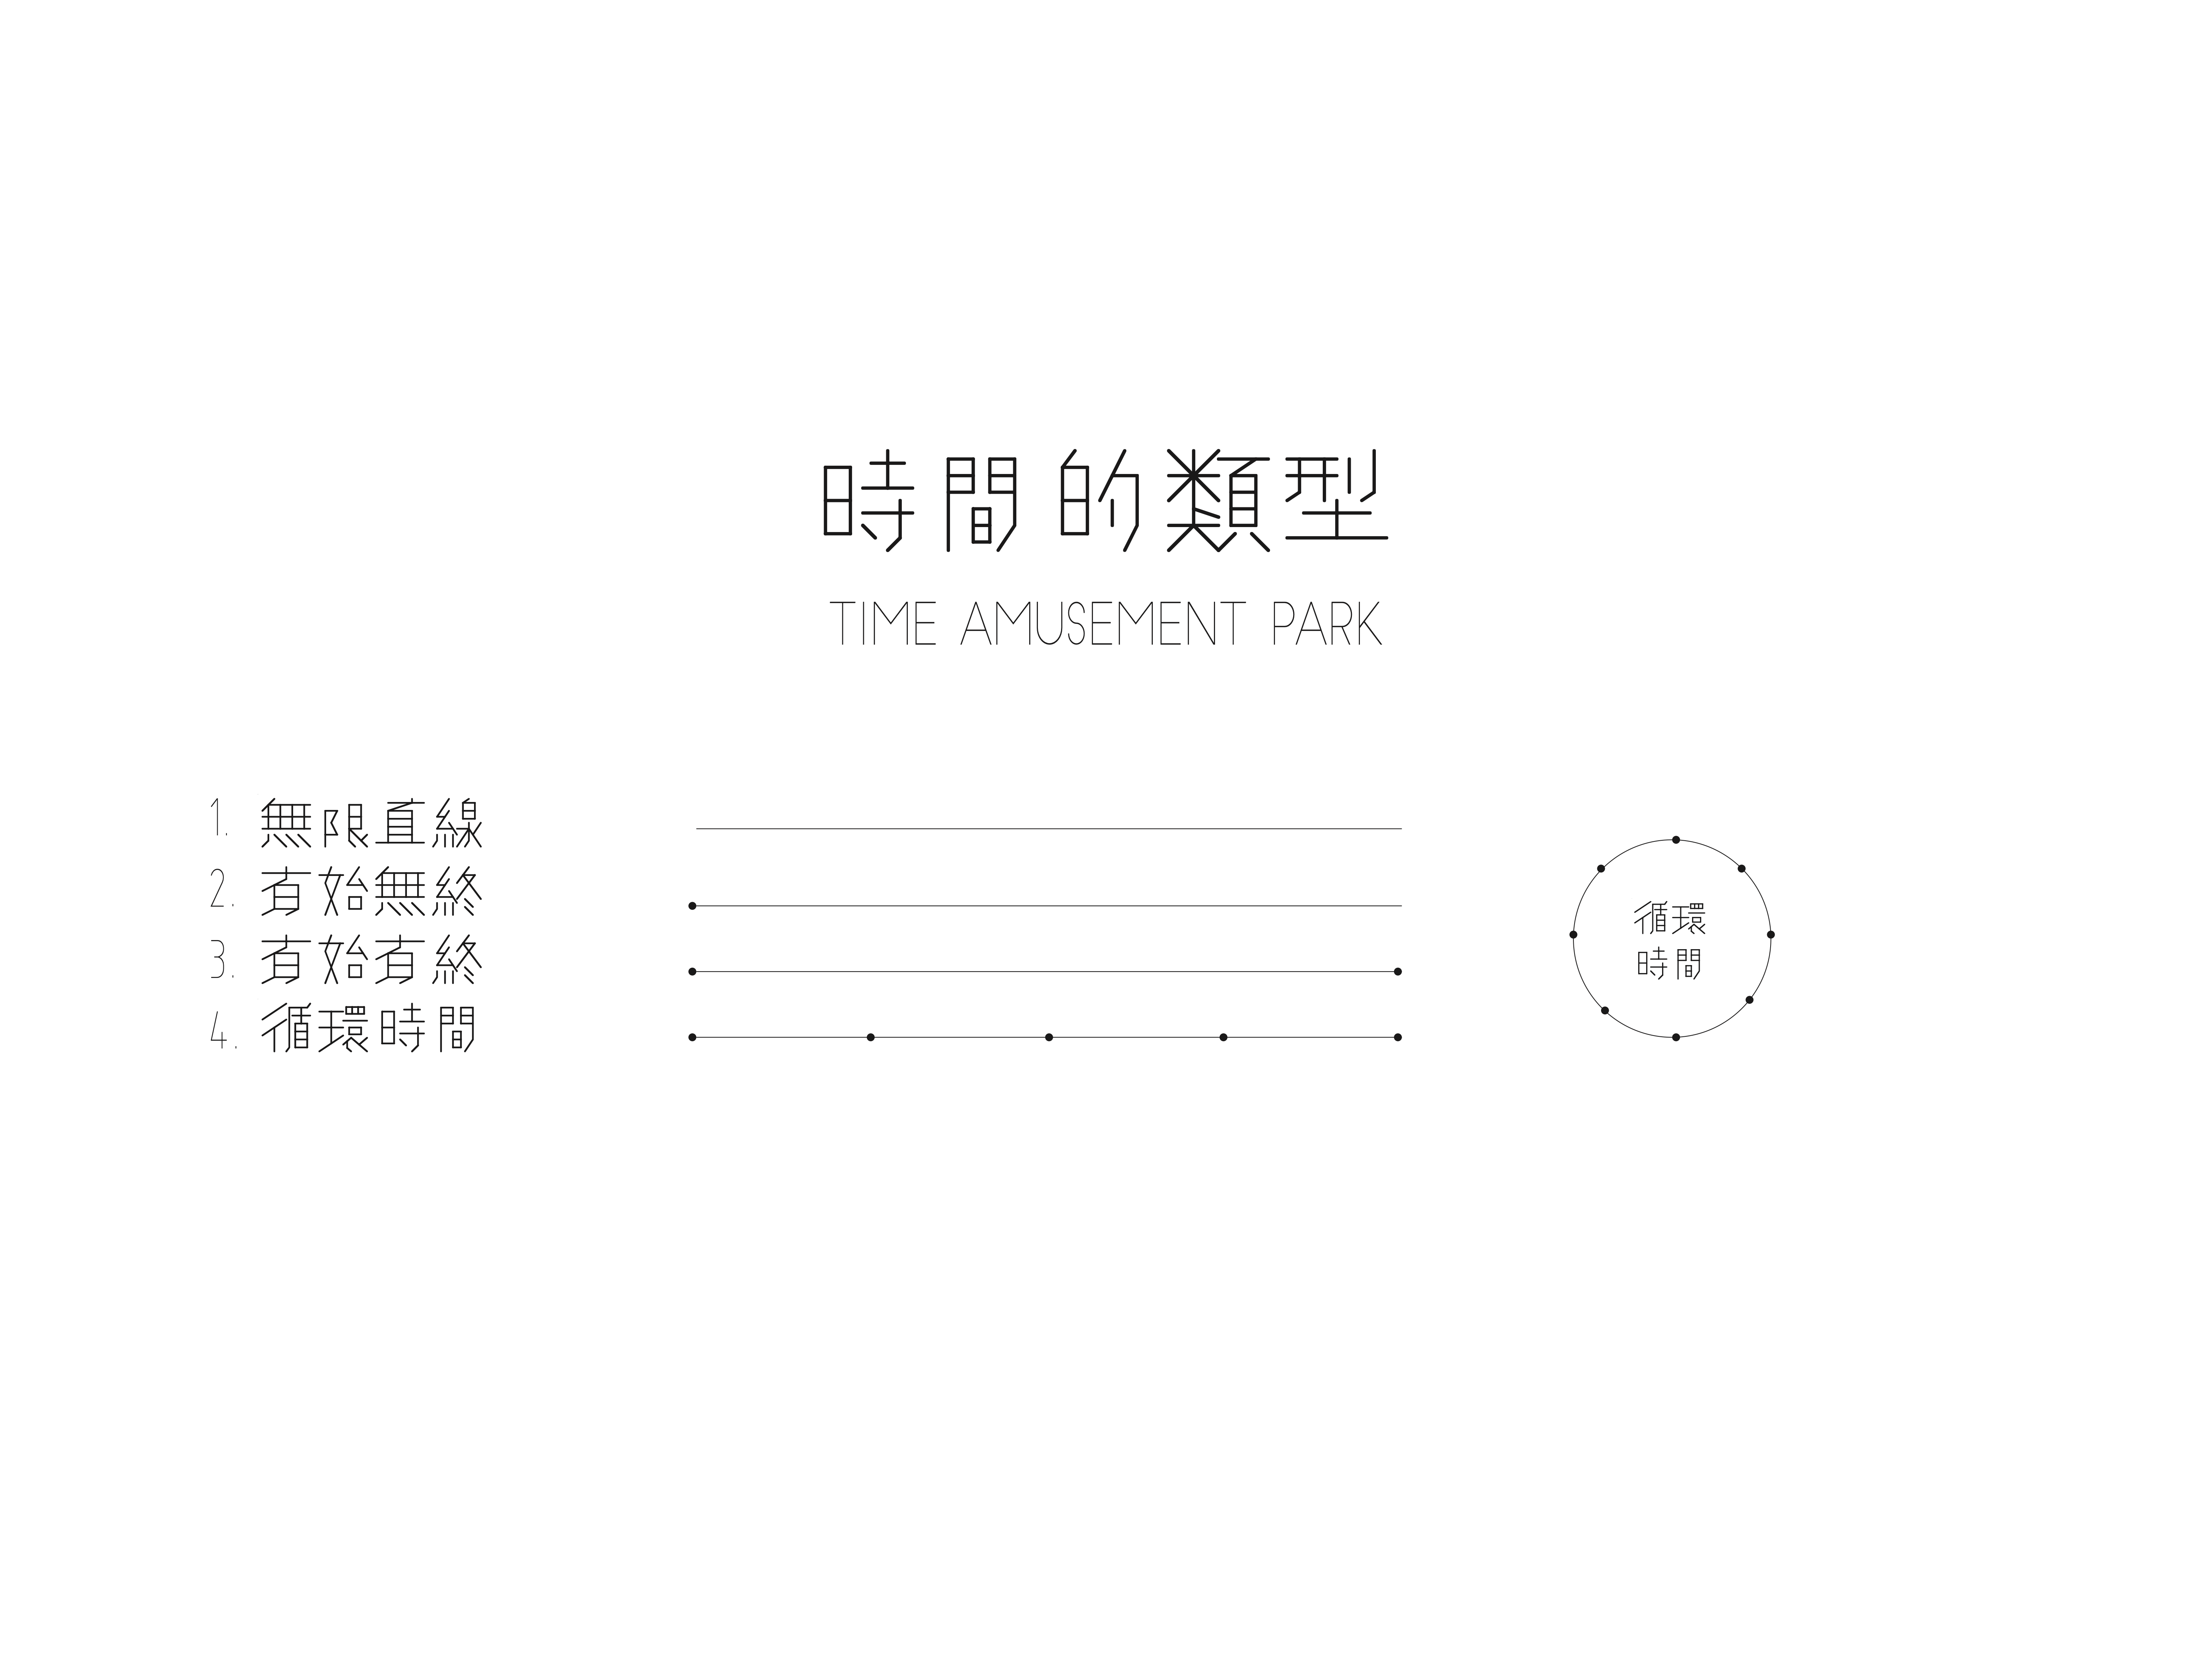 時間的類型
TIME AMUSEMENT PARK
1. 無限直線
2. 有始無終
3. 有始有終
4. 循環時間
循環
時間